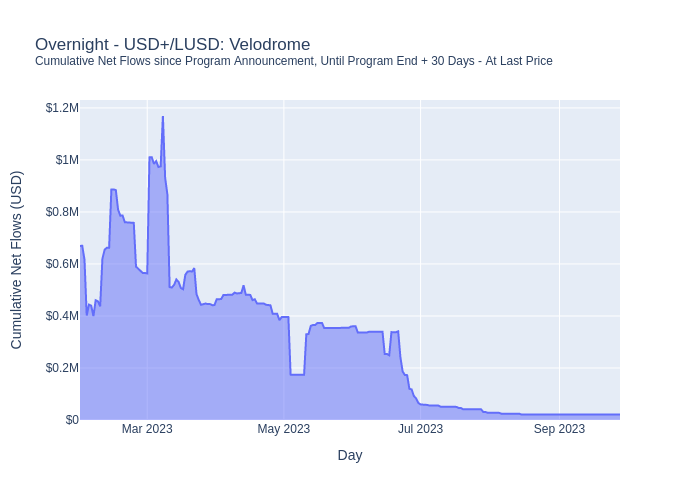 Overnight - USD+/LUSD: Velodrome
Cumulative Net Flows since Program Announcement, Until Program End + 30 Days - At Last Price
Cumulative Net Flows (USD)
$1.2M
$1M
$0.8M
$0.6M
$0.4M
$0.2M
$0
Mar 2023
May 2023
Jul 2023
Sep 2023
Day